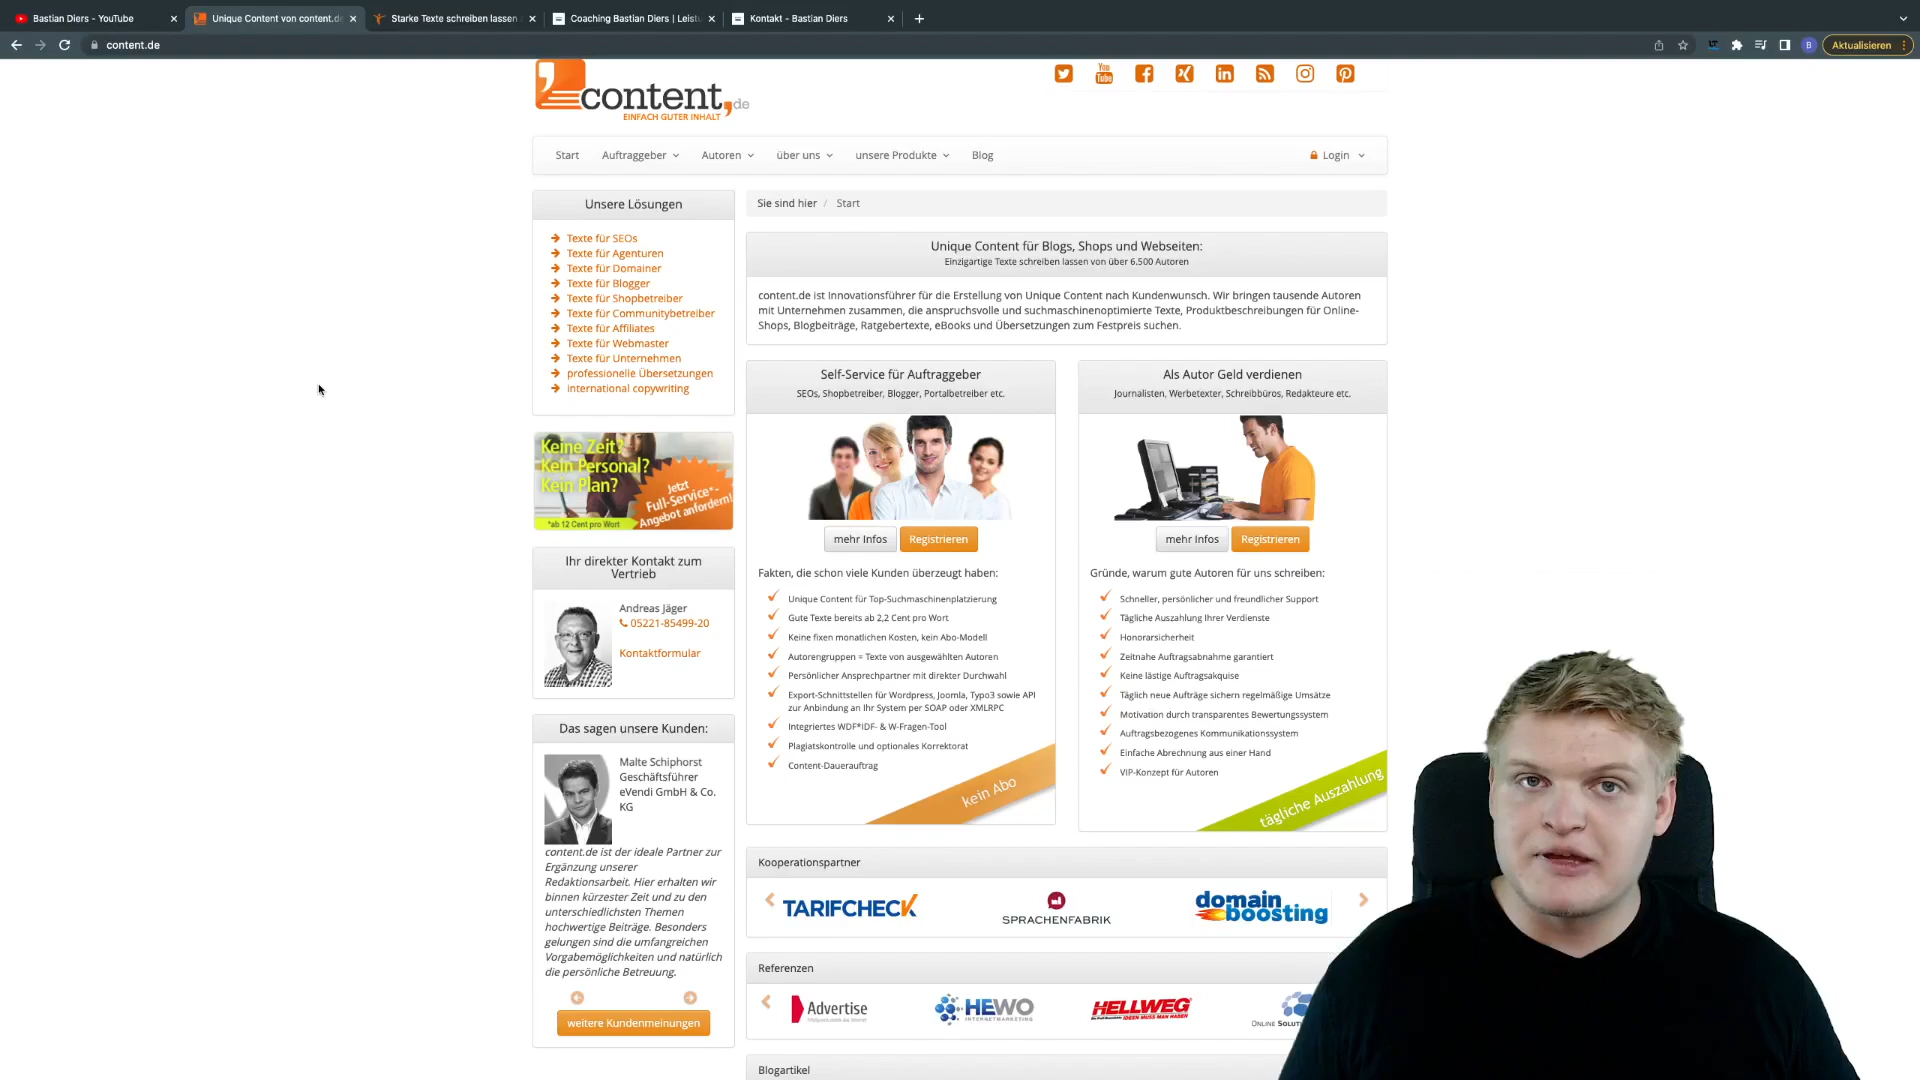 Bastian Diers - YouTube
Unique Content von content.de
Starke Texte schreiben lassen
Coaching Bastian Diers | Leist
Kontakt - Bastian Diers
content.de
B
Aktualisieren
content.de
EINFACH GUTER INHALT
Start
Auftraggeber
Autoren
über uns
unsere Produkte
Blog
Login
Unsere Lösungen
Texte für SEOs
Texte für Agenturen
Texte für Domainer
Texte für Blogger
Texte für Shopbetreiber
Texte für Communitybetreiber
Texte für Affiliates
Texte für Webmaster
Texte für Unternehmen
professionelle Übersetzungen
international copywriting
Keine Zeit?
Kein Personal?
Kein Plan?
Jetzt
Full-Service*-
Angebot anfordern!
*ab 12 Cent pro Wort
Ihr direkter Kontakt zum
Vertrieb
Andreas Jäger
05221-85499-20
Kontaktformular
Das sagen unsere Kunden:
Malte Schiphorst
Geschäftsführer
eVendi GmbH & Co.
KG
content.de ist der ideale Partner zur
Ergänzung unserer
Redaktionsarbeit. Hier erhalten wir
binnen kürzester Zeit und zu den
unterschiedlichsten Themen
hochwertige Beiträge. Besonders
gelungen sind die umfangreichen
Vorgabemöglichkeiten und natürlich
die persönliche Betreuung.
weitere Kundenmeinungen
Sie sind hier / Start
Unique Content für Blogs, Shops und Webseiten:
Einzigartige Texte schreiben lassen von über 6.500 Autoren
content.de ist Innovationsführer für die Erstellung von Unique Content nach Kundenwunsch. Wir bringen tausende Autoren
mit Unternehmen zusammen, die anspruchsvolle und suchmaschinenoptimierte Texte, Produktbeschreibungen für Online-
Shops, Blogbeiträge, Ratgebertexte, eBooks und Übersetzungen zum Festpreis suchen.
Self-Service für Auftraggeber
SEOs, Shopbetreiber, Blogger, Portalbetreiber etc.
mehr Infos
Registrieren
Fakten, die schon viele Kunden überzeugt haben:
Unique Content für Top-Suchmaschinenplatzierung
Gute Texte bereits ab 2,2 Cent pro Wort
Keine fixen monatlichen Kosten, kein Abo-Modell
Autorengruppen = Texte von ausgewählten Autoren
Persönlicher Ansprechpartner mit direkter Durchwahl
Export-Schnittstellen für Wordpress, Joomla, Typo3 sowie API
zur Anbindung an Ihr System per SOAP oder XMLRPC
Integriertes WDF*IDF- & W-Fragen-Tool
Plagiatskontrolle und optionales Korrektorat
Content-Dauerauftrag
kein Abo
Als Autor Geld verdienen
Journalisten, Werbetexter, Schreibbüros, Redakteure etc.
mehr Infos
Registrieren
Gründe, warum gute Autoren für uns schreiben:
Schneller, persönlicher und freundlicher Support
Tägliche Auszahlung Ihrer Verdienste
Honorarsicherheit
Zeitnahe Auftragsabnahme garantiert
Keine lästige Auftragsakquise
Täglich neue Aufträge sichern regelmäßige Umsätze
Motivation durch transparentes Bewertungssystem
Auftragsbezogenes Kommunikationssystem
Einfache Abrechnung aus einer Hand
VIP-Konzept für Autoren
tägliche Auszahlung
Kooperationspartner
TARIFCHECK
SPRACHENFABRIK
domain
boosting
Referenzen
Advertise
HEWO
INTERNETMARKETING
HELLWEG
ONLINE SOLUT
Blogartikel